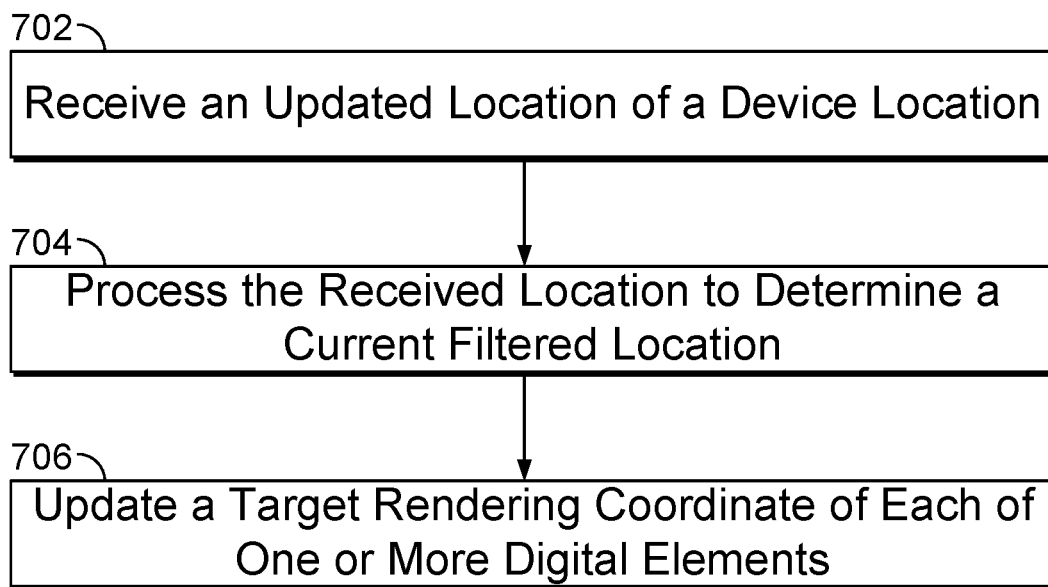 702
Receive an Updated Location of a Device Location
704
Process the Received Location to Determine a
Current Filtered Location
706
Update a Target Rendering Coordinate of Each of
One or More Digital Elements